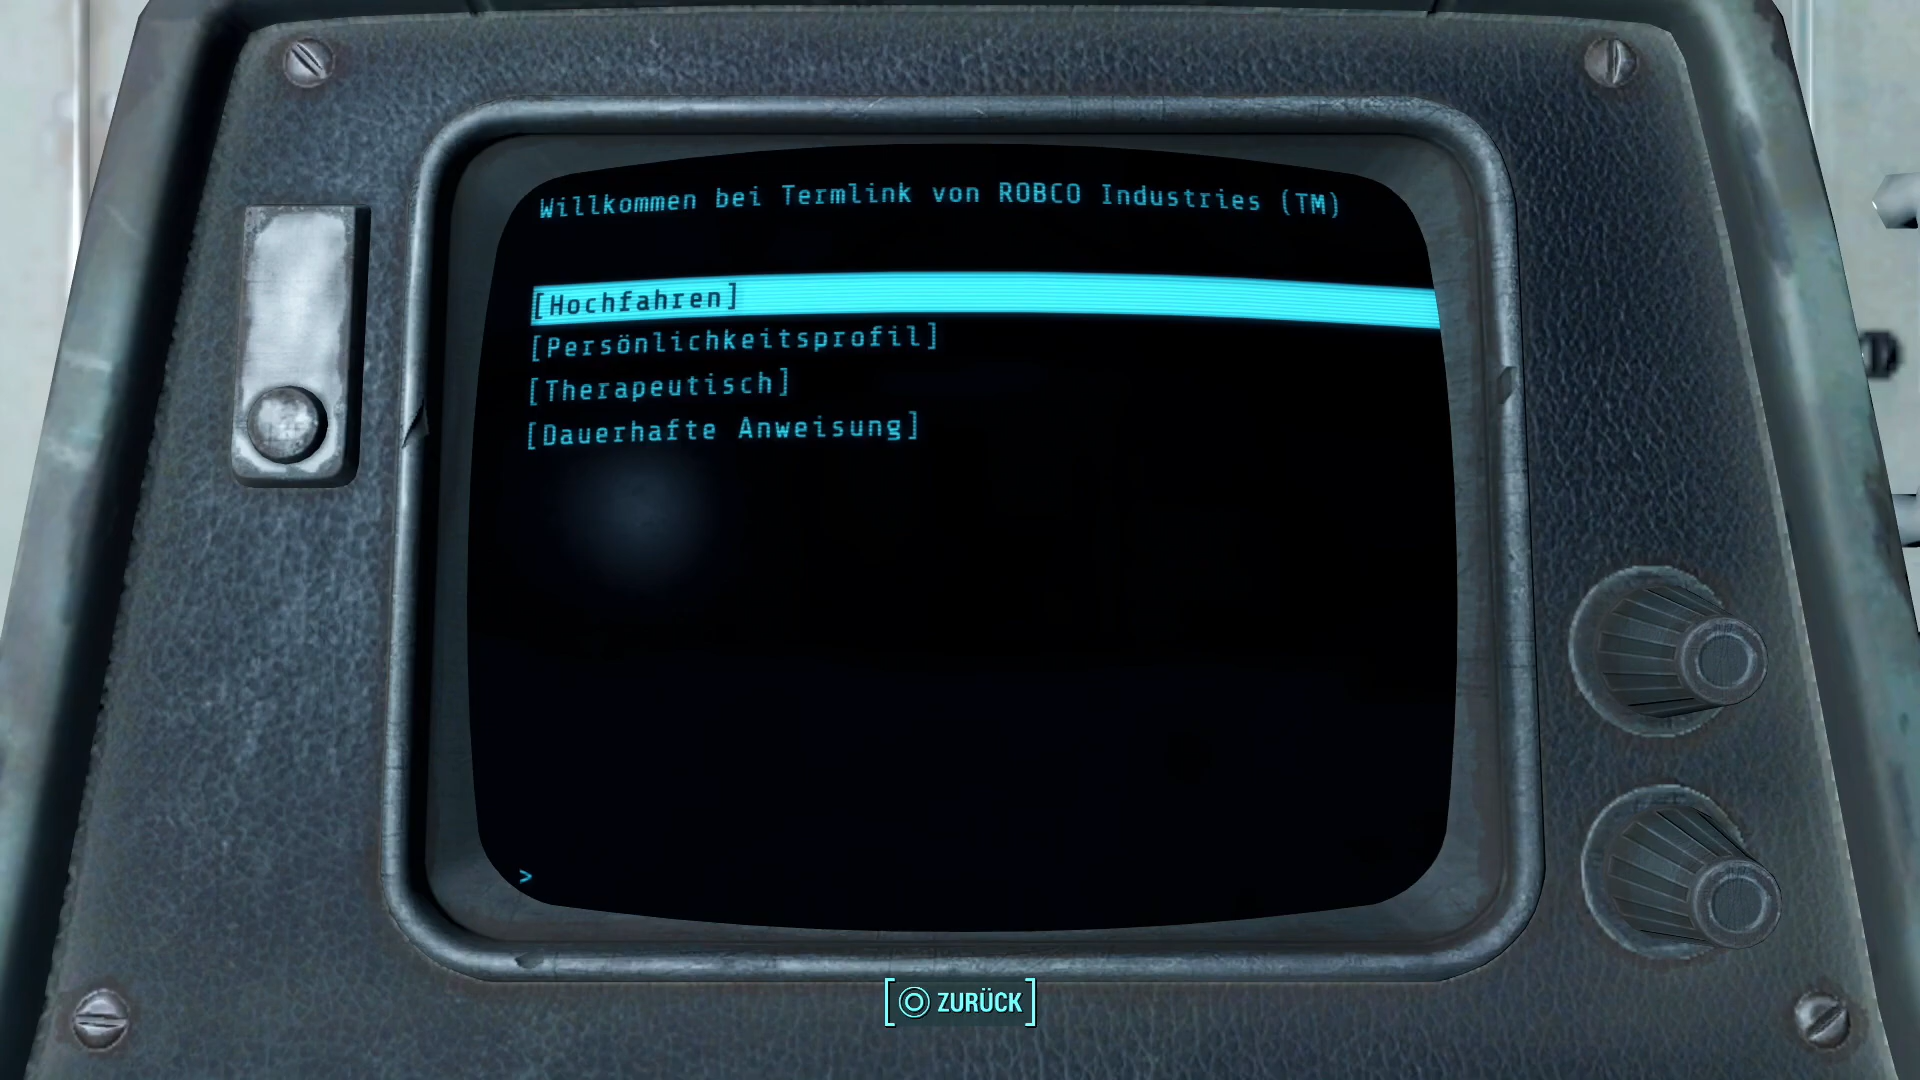 Willkommen bei Termlink von ROBCO Industries (TM)
[Hochfahren]
[Persönlichkeitsprofil]
[Therapeutisch]
[Dauerhafte Anweisung]
>
[ ZURÜCK]